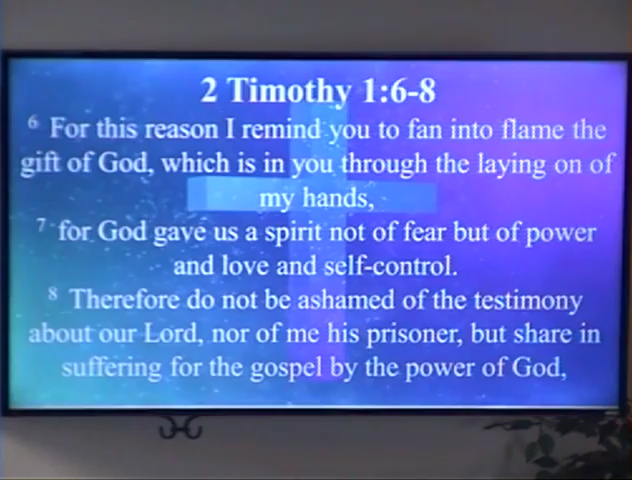 2 Timothy 1:6-8
6 For this reason I remind you to fan into flame the
gift of God, which is in you through the laying on of
my hands,
7 for God gave us a spirit not of fear but of power
and love and self-control.
8 Therefore do not be ashamed of the testimony
about our Lord, nor of me his prisoner, but share in
suffering for the gospel by the power of God,